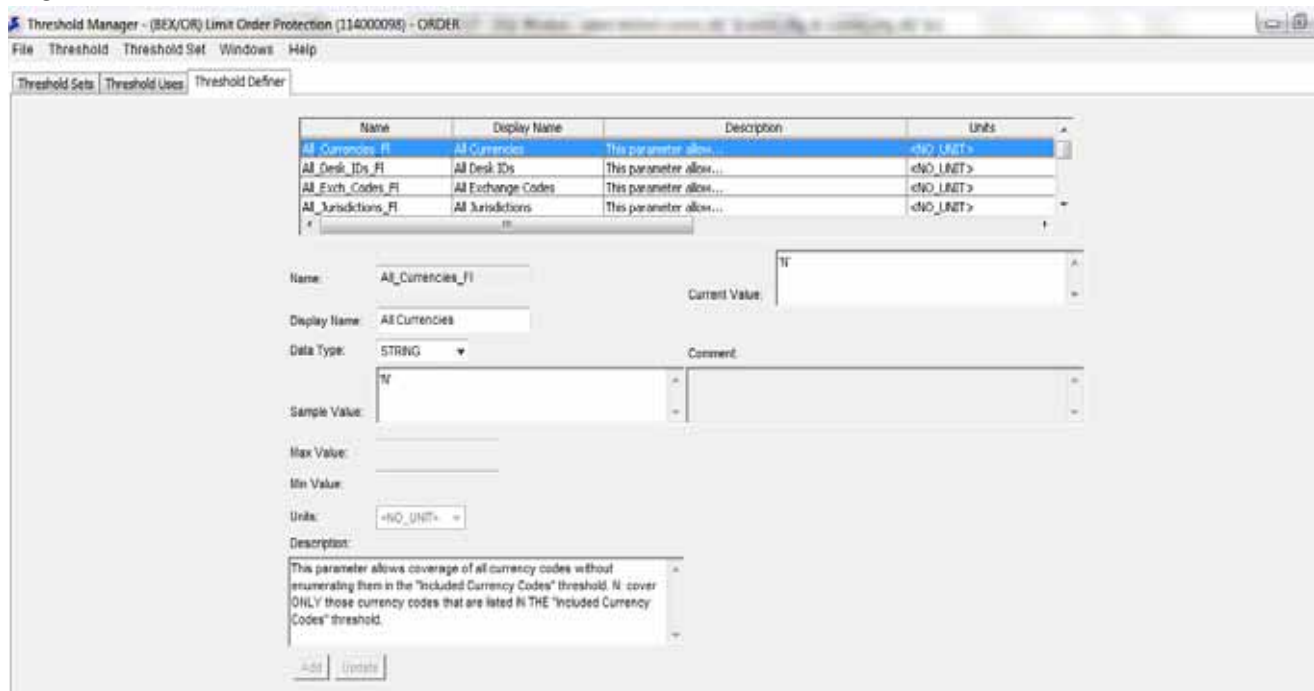 Threshold Manager - (BEX/OR) Limit Order Protection (114000098) - ORDER
File Threshold Threshold Set Windows Help
Threshold Sets Threshold Uses Threshold Definer
Name Display Name Description Units
All_Currencies_Fl All Currencies This parameter allow... <NO_UNIT>
All_Desk_IDs_Fl All Desk IDs This parameter allow... <NO_UNIT>
All_Exch_Codes_Fl All Exchange Codes This parameter allow... <NO_UNIT>
All_Jurisdictions_Fl All Jurisdictions This parameter allow... <NO_UNIT>
Name: All_Currencies_Fl
Current Value: 'N'
Display Name: All Currencies
Data Type: STRING
Comment:
Sample Value: 'N'
Max Value:
Min Value:
Units: <NO_UNIT>
Description:
This parameter allows coverage of all currency codes without
enumerating them in the "Included Currency Codes" threshold. N: cover
ONLY those currency codes that are listed IN THE "Included Currency
Codes" threshold.
Add Update